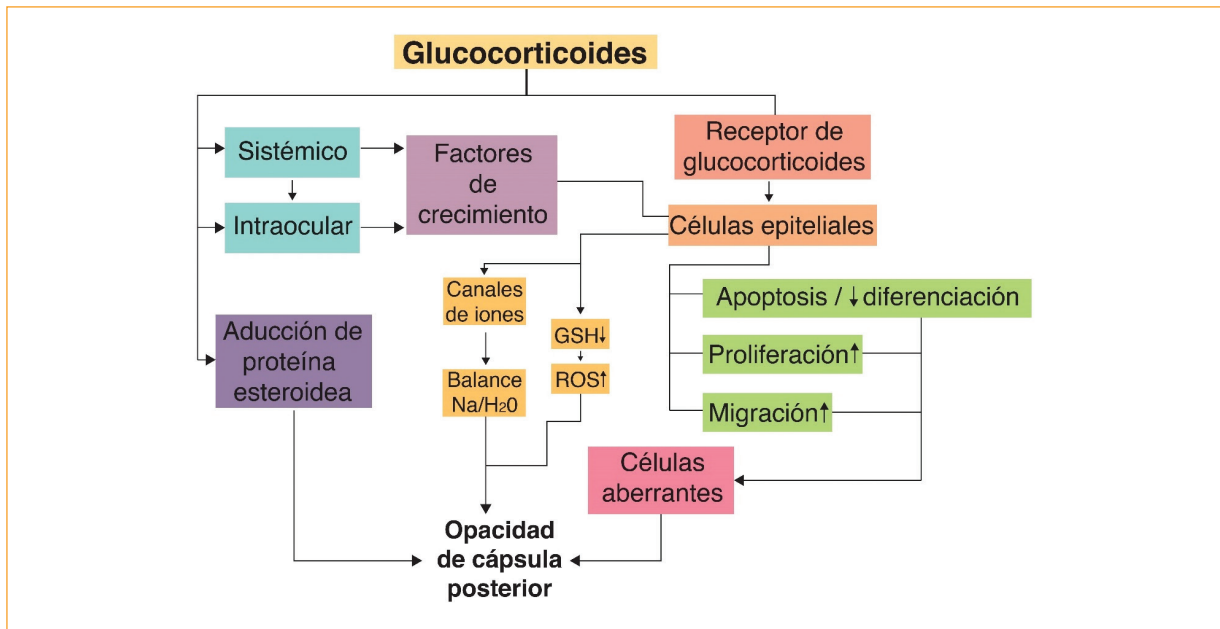 Glucocorticoides
Sistémico
Intraocular
Factores
de
crecimiento
Receptor de
glucocorticoides
Células epiteliales
Canales
de iones
GSH↓
ROS↑
Balance
Na/H₂0
Aducción de
proteína
esteroidea
Apoptosis / ↓ diferenciación
Proliferación↑
Migración↑
Células
aberrantes
Opacidad
de cápsula
posterior